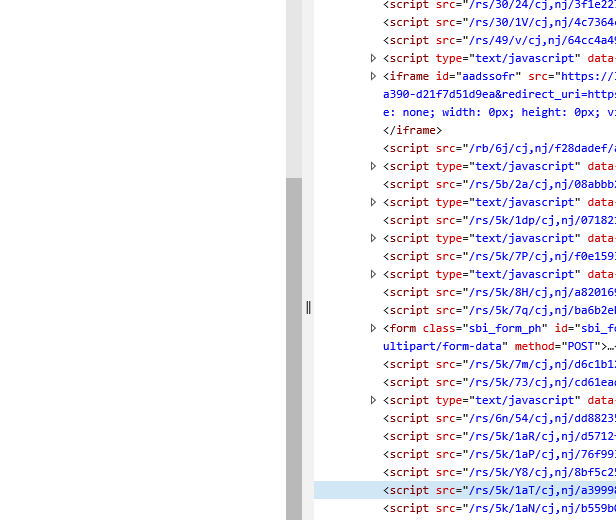 <script src="/rs/30/24/cj,nj/3f1e22
<script src="/rs/30/1V/cj,nj/4c7364
<script src="/rs/49/v/cj,nj/64cc4a49
<script type="text/javascript" data-
<iframe id="aadssofr" src="https://
a390-d21f7d51d9ea&redirect_uri=https
e: none; width: 0px; height: 0px; vi
</iframe>
<script src="/rb/6j/cj,nj/f28dadef/a
<script type="text/javascript" data-
<script src="/rs/5b/2a/cj,nj/08abbb
<script type="text/javascript" data-
<script src="/rs/5k/1dp/cj,nj/07182
<script type="text/javascript" data-
<script src="/rs/5k/7P/cj,nj/f0e159
<script type="text/javascript" data-
<script src="/rs/5k/8H/cj,nj/a820169
<script src="/rs/5k/7q/cj,nj/ba6b2e
<form class="sbi_form_ph" id="sbi_fo
ultipart/form-data" method="POST">…
<script src="/rs/5k/7m/cj,nj/d6c1b1
<script src="/rs/5k/73/cj,nj/cd61ea
<script type="text/javascript" data-
<script src="/rs/6n/54/cj,nj/dd8823
<script src="/rs/5k/1aR/cj,nj/d5712
<script src="/rs/5k/1aP/cj,nj/76f99
<script src="/rs/5k/Y8/cj,nj/8bf5c2
<script src="/rs/5k/1aT/cj,nj/a3999
<script src="/rs/5k/1aN/cj,nj/b559b